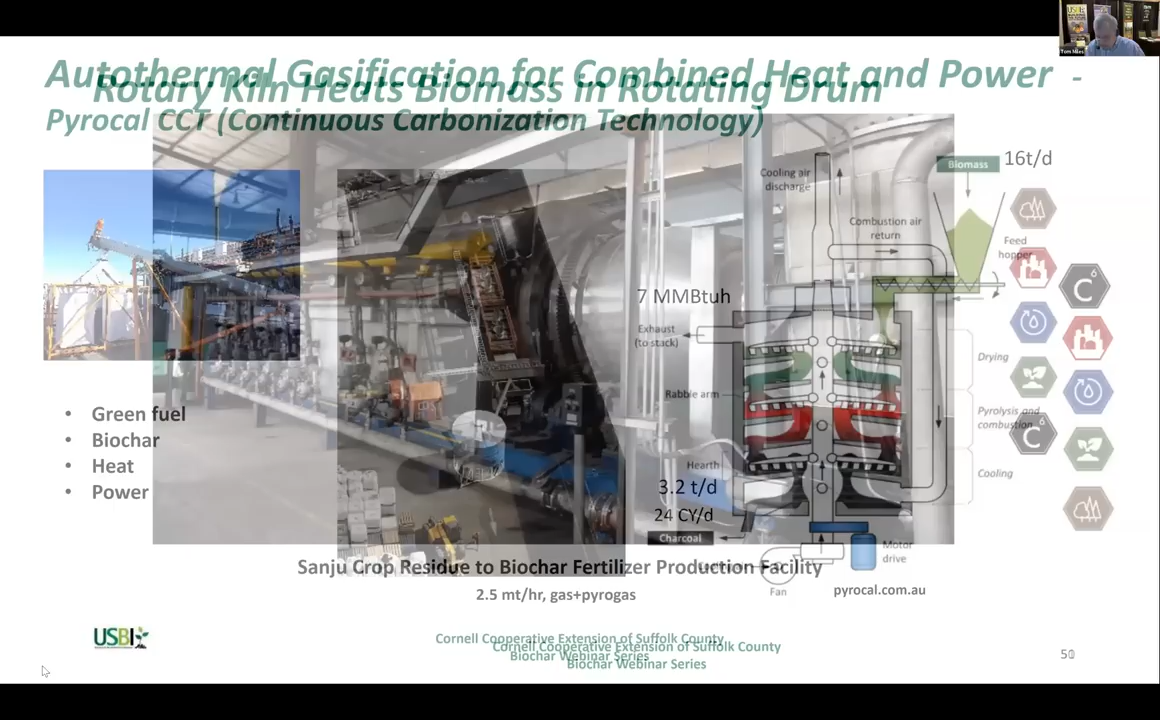 Tom Miles
Autothermal Gasification for Combined Heat and Power -
Rotary Kiln Heats Biomass in Rotating Drum
Pyrocal CCT (Continuous Carbonization Technology)
Biomass
16t/d
Cooling air
discharge
Combustion air
return
Feed
hopper
7 MMBtuh
Exhaust
(to stack)
C 6
Drying
Rabble arm
• Green fuel
• Biochar
• Heat
• Power
Pyrolysis and
combustion
C
Hearth
Cooling
3.2 t/d
24 CY/d
Charcoal
Motor
drive
Sanju Crop Residue to Biochar Fertilizer Production Facility
Fan
pyrocal.com.au
2.5 mt/hr, gas+pyrogas
USBI
Cornell Cooperative Extension of Suffolk County
Biochar Webinar Series
Cornell Cooperative Extension of Suffolk County
Biochar Webinar Series